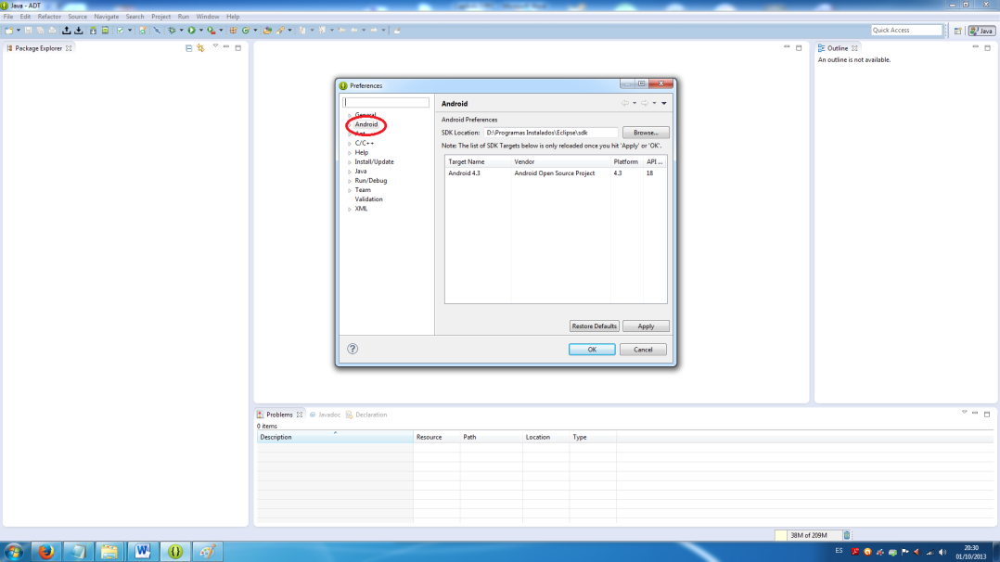 Java - ADT
File Edit Refactor Source Navigate Search Project Run Window Help
Quick Access
Java
Package Explorer
Outline
An outline is not available.
Preferences
General
Android
Ant
C/C++
Help
Install/Update
Java
Run/Debug
Team
Validation
XML
Android
Android Preferences
SDK Location: D:\Programas Instalados\Eclipse\sdk Browse...
Note: The list of SDK Targets below is only reloaded once you hit 'Apply' or 'OK'.
Target Name Vendor Platform API ...
Android 4.3 Android Open Source Project 4.3 18
Restore Defaults Apply
OK Cancel
Problems Javadoc Declaration
0 items
Description Resource Path Location Type
38M of 209M
ES
20:30
01/10/2013